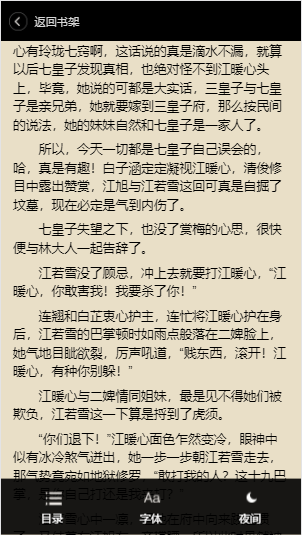 返回书架
心有玲珑七窍啊，这话说的真是滴水不漏，就算
以后七皇子发现真相，也绝对怪不到江暖心头
上，毕竟，她说的可都是大实话，三皇子与七皇
子是亲兄弟，她就要嫁到三皇子府，那么按民间
的说法，她的妹妹自然和七皇子是一家人了。
所以，今天一切都是七皇子自己误会的，
哈，真是有趣！白子涵定定凝视江暖心，清俊修
目中露出赞赏，江旭与江若雪这回可真是自掘了
坟墓，现在必定是气到内伤了。
七皇子失望之下，也没了赏梅的心思，很快
便与林大人一起告辞了。
江若雪没了顾忌，冲上去就要打江暖心，“江
暖心，你敢害我！我要杀了你！”
连翘和白芷衷心护主，连忙将江暖心护在身
后，江若雪的巴掌顿时如雨点般落在二婢脸上，
她气地目眦欲裂，厉声吼道，“贱东西，滚开！江
暖心，有种你别躲！”
江暖心与二婢情同姐妹，最是见不得她们被
欺负，江若雪这一下算是捋到了虎须。
“你们退下！”江暖心面色乍然变冷，眼神中
似有冰冷煞气迸出，她一步一步朝江若雪走去，
那气势竟宛如地狱修罗，“敢打我的人？这十九巴
目录
字体
夜间